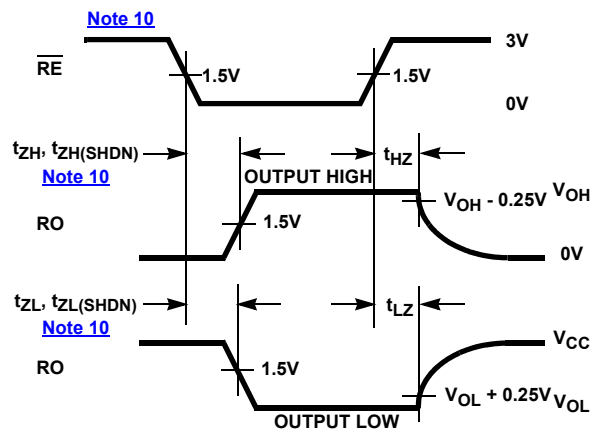 Note 10
3V
RE
1.5V
1.5V
0V
tZH, tZH(SHDN)
Note 10
tHZ
OUTPUT HIGH
VOH - 0.25V
VOH
RO
1.5V
0V
tZL, tZL(SHDN)
Note 10
tLZ
VCC
RO
1.5V
VOL + 0.25V
VOL
OUTPUT LOW